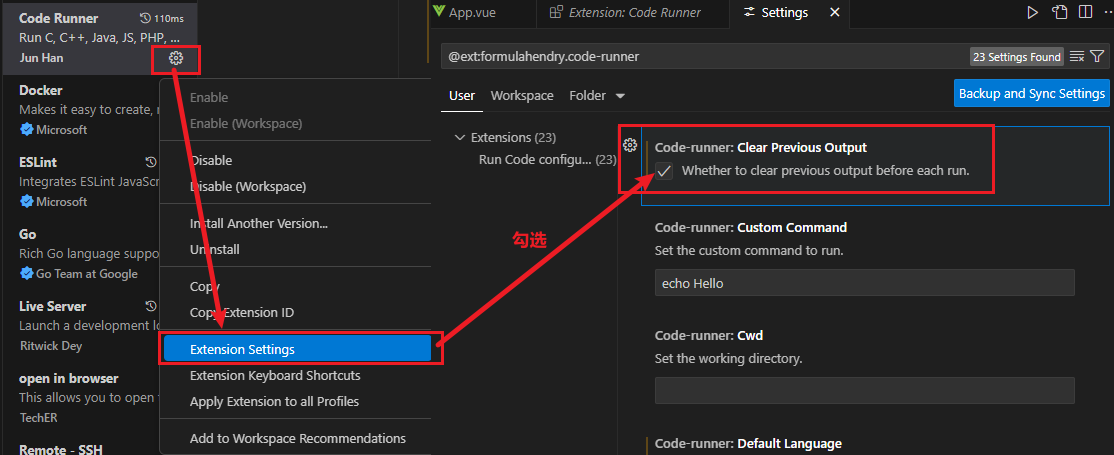 Code Runner
110ms
Run C, C++, Java, JS, PHP, ...
Jun Han
Docker
Makes it easy to create,
Microsoft
ESLint
Integrates ESLint JavaScr
Microsoft
Go
Rich Go language suppo
Go Team at Google
Live Server
Launch a development lo
Ritwick Dey
open in browser
This allows you to open
TechER
Remote - SSH
Enable
Enable (Workspace)
Disable
Disable (Workspace)
Install Another Version...
Uninstall
Copy
Copy Extension ID
Extension Settings
Extension Keyboard Shortcuts
Apply Extension to all Profiles
Add to Workspace Recommendations
App.vue
Extension: Code Runner
Settings
@ext:formulahendry.code-runner
23 Settings Found
Backup and Sync Settings
User
Workspace
Folder
Extensions (23)
Run Code configu... (23)
Code-runner: Clear Previous Output
Whether to clear previous output before each run.
勾选
Code-runner: Custom Command
Set the custom command to run.
echo Hello
Code-runner: Cwd
Set the working directory.
Code-runner: Default Language